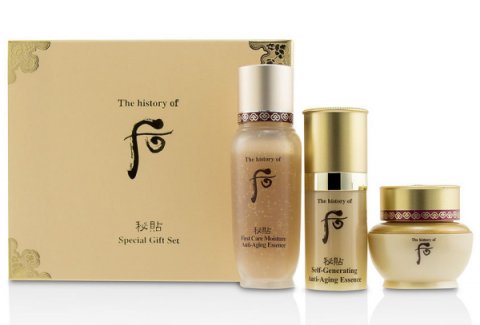 The history of
后
秘貼
Special Gift Set
The history of
后
秘貼
First Care Moisture
Anti-Aging Essence
The history of
后
秘貼
Self-Generating
Anti-Aging Essence
The history of
后